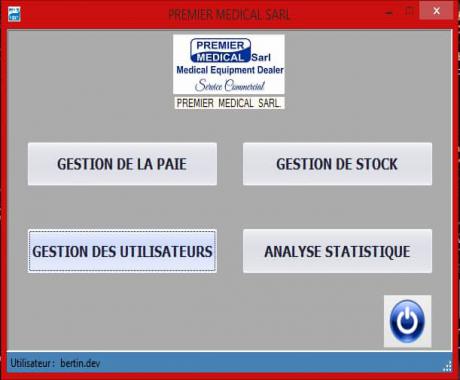 PREMIER MEDICAL SARL
PREMIER
MEDICAL Sarl
Medical Equipment Dealer
Service Commercial
PREMIER MEDICAL SARL.
GESTION DE LA PAIE
GESTION DE STOCK
GESTION DES UTILISATEURS
ANALYSE STATISTIQUE
Utilisateur : bertin.dev